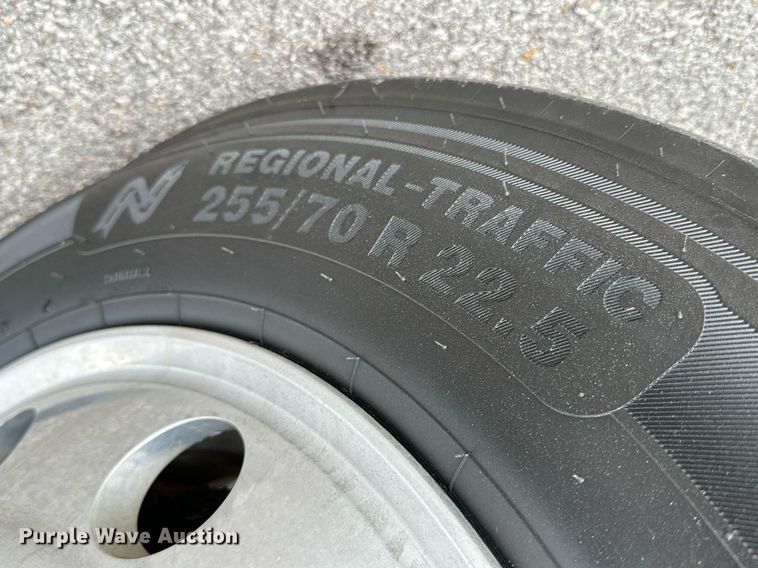 N REGIONAL-TRAFFIC
255/70 R 22.5
Purple Wave Auction